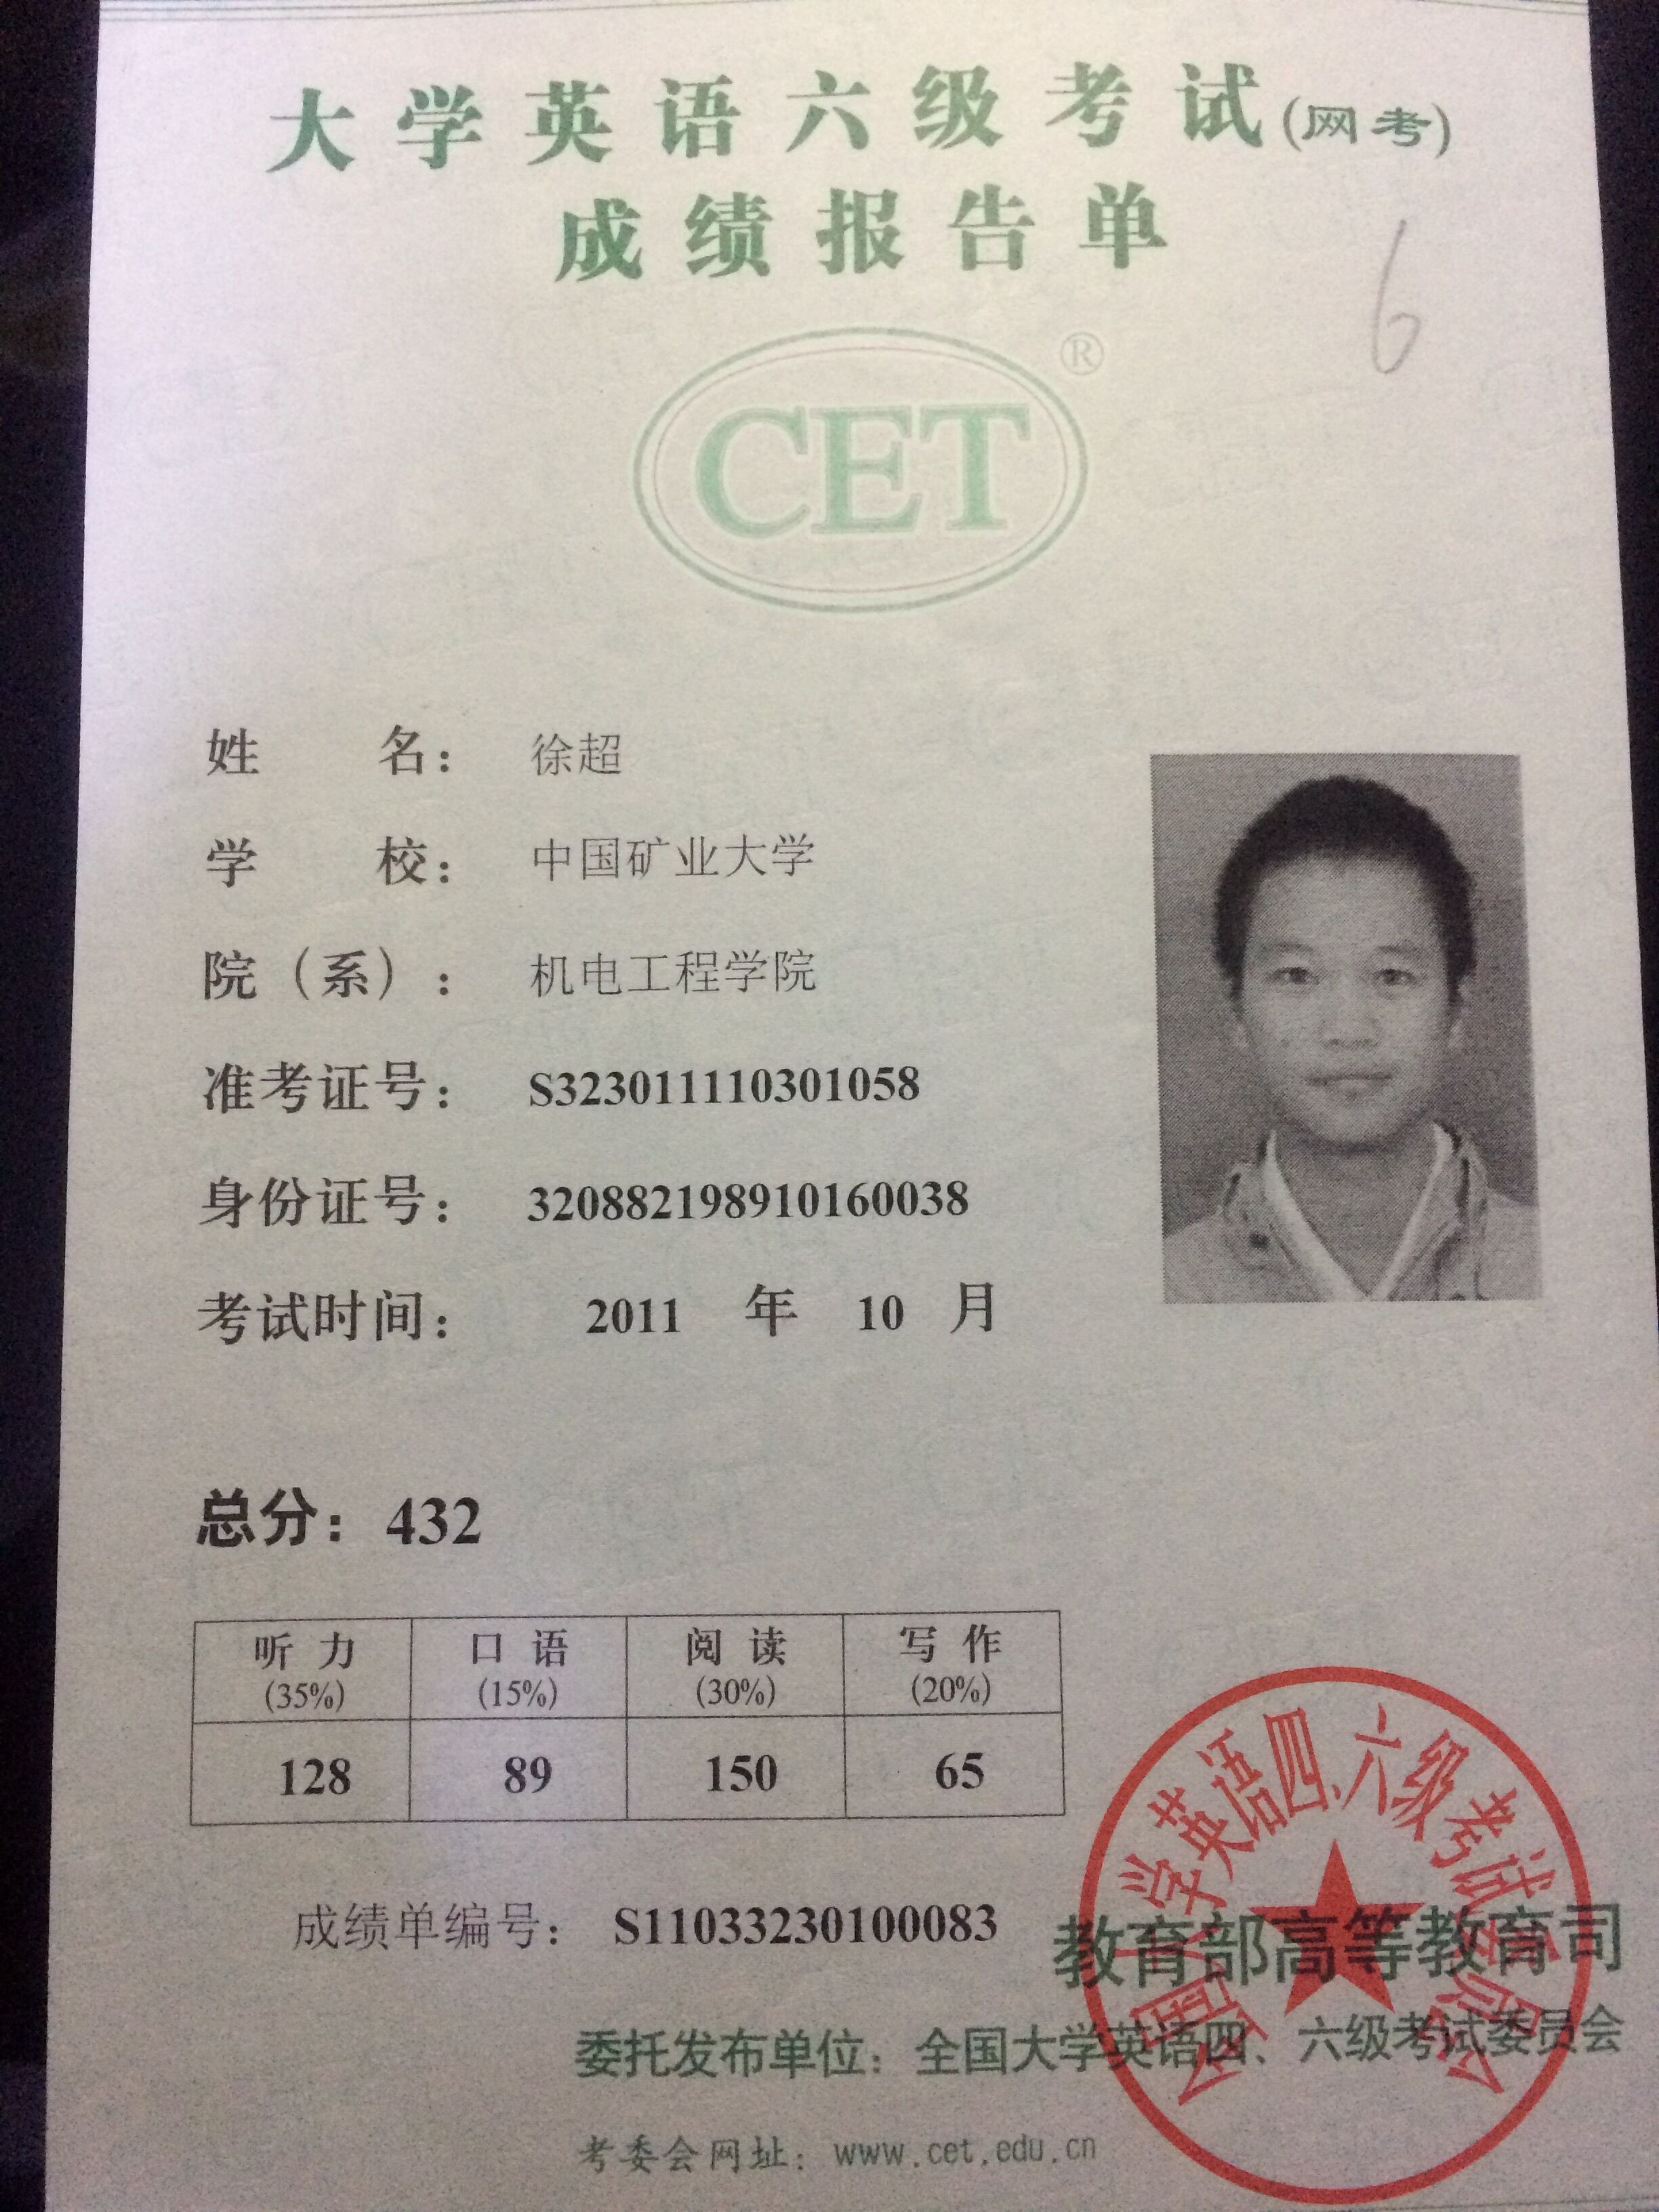 大学英语六级考试(网考)
成绩报告单
6
CET®
姓 名： 徐超
学 校： 中国矿业大学
院（系）： 机电工程学院
准考证号： S323011110301058
身份证号： 320882198910160038
考试时间： 2011 年 10 月
总分：432
听力 口语 阅读 写作
(35%) (15%) (30%) (20%)
128 89 150 65
成绩单编号： S11033230100083
教育部高等教育司
委托发布单位：全国大学英语四、六级考试委员会
考委会网址：www.cet.edu.cn
全国大学英语四、六级考试委员会